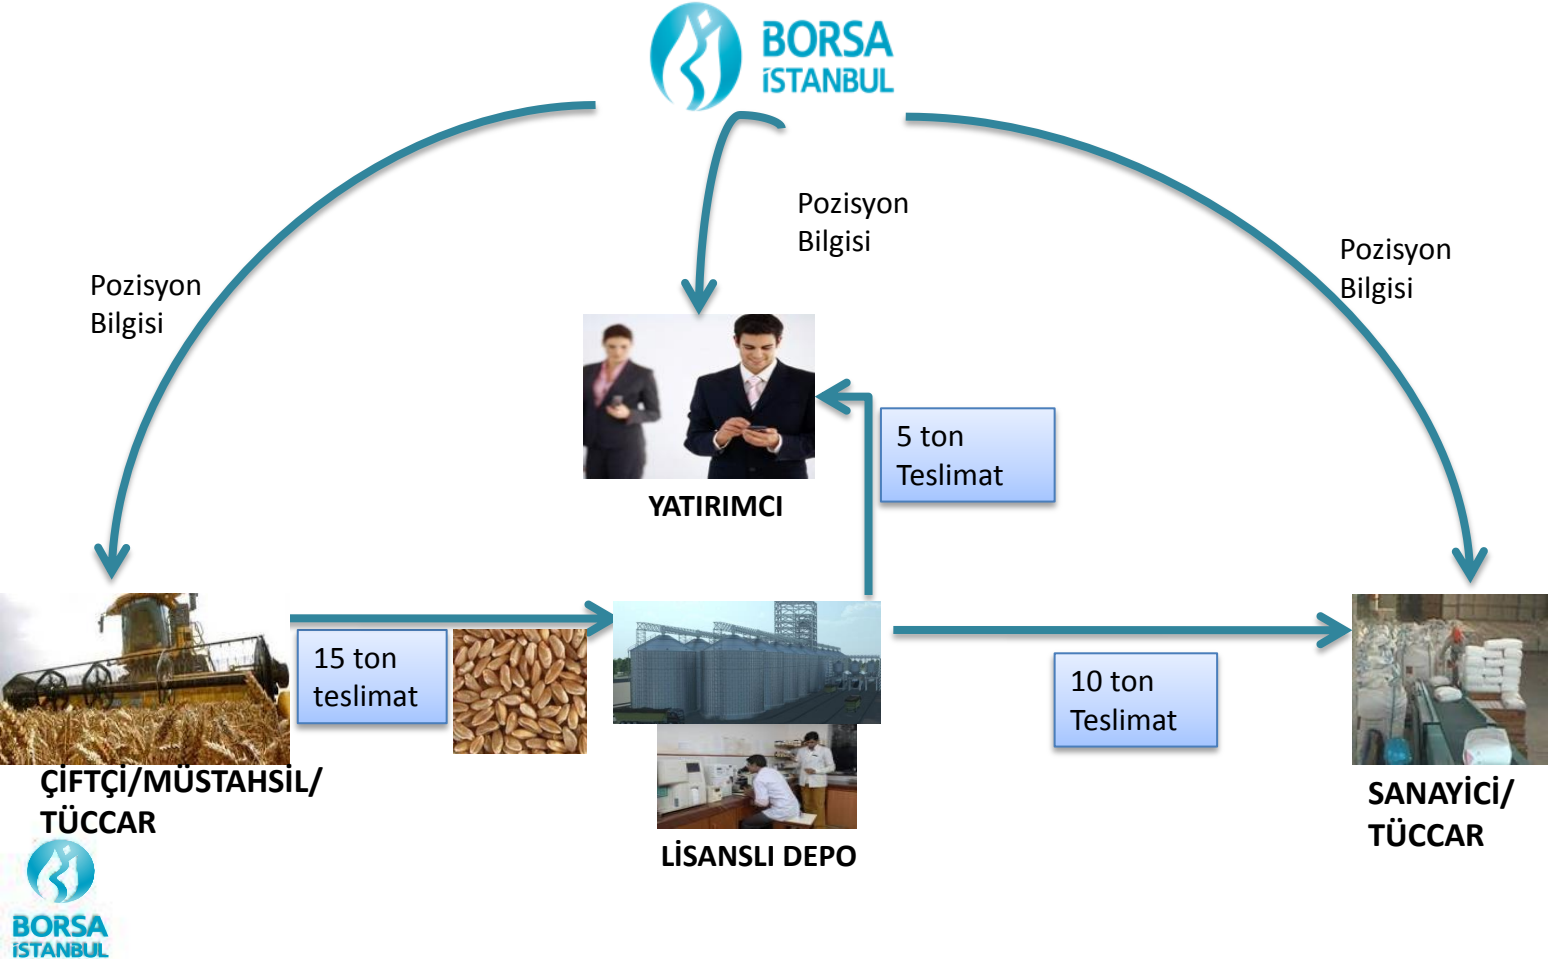 BORSA
İSTANBUL
Pozisyon
Bilgisi
Pozisyon
Bilgisi
Pozisyon
Bilgisi
5 ton
Teslimat
YATIRIMCI
15 ton
teslimat
10 ton
Teslimat
ÇİFTÇİ/MÜSTAHSİL/
TÜCCAR
SANAYİCİ/
TÜCCAR
LİSANSLI DEPO
BORSA
İSTANBUL